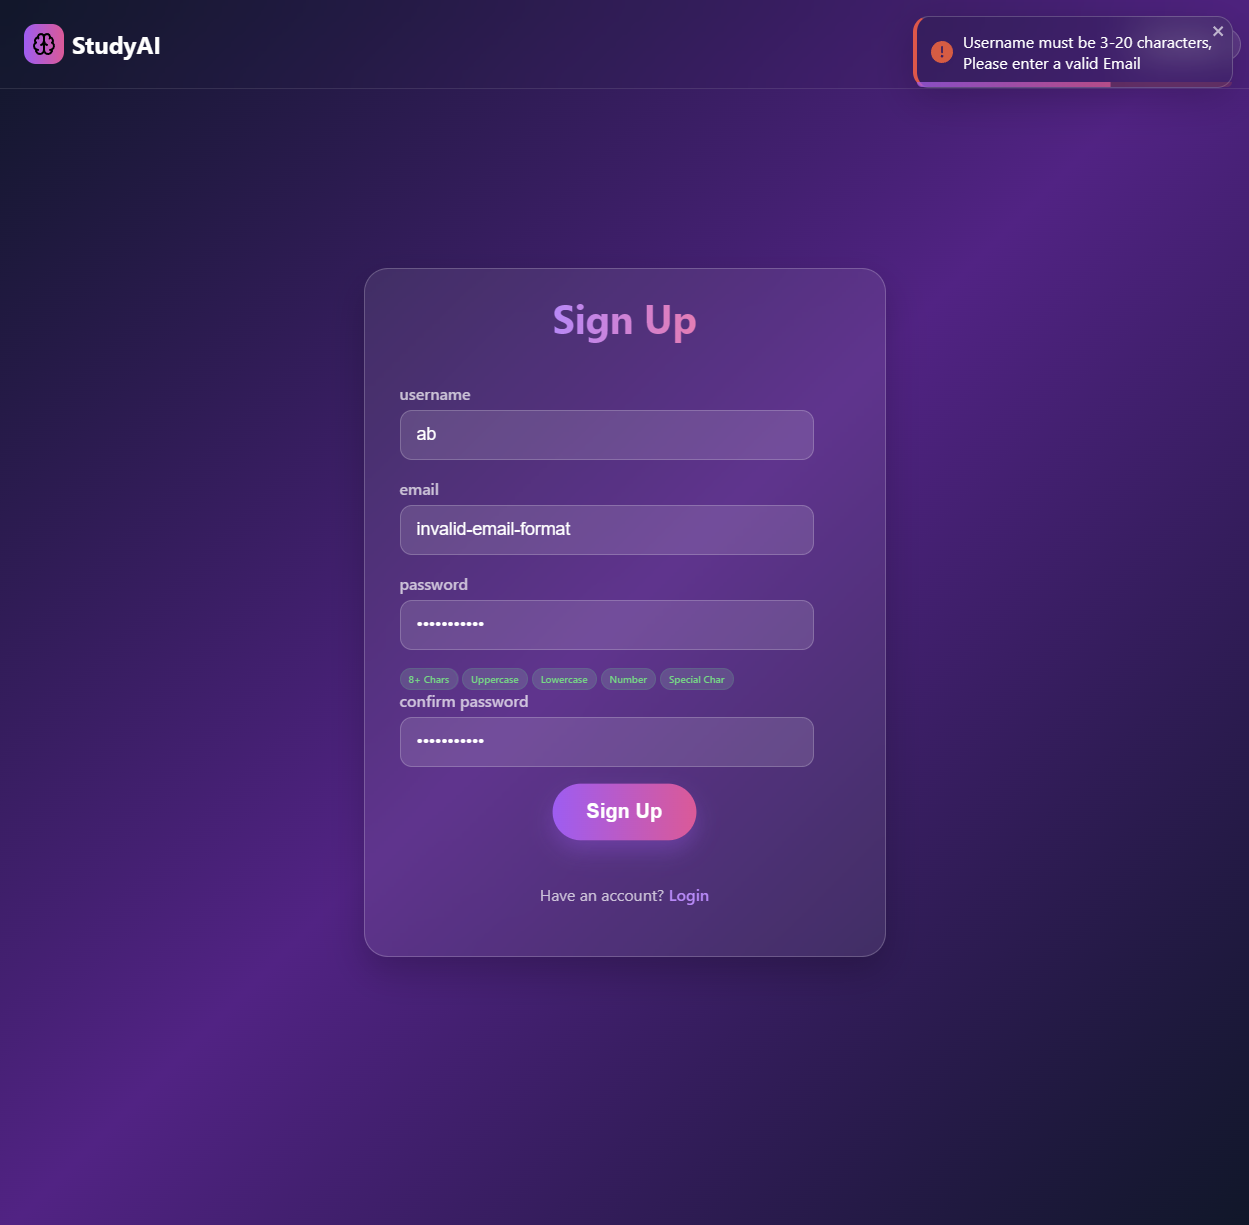 StudyAI
Username must be 3-20 characters,
Please enter a valid Email
Sign Up
username
ab
email
invalid-email-format
password
•••••••••••
8+ Chars Uppercase Lowercase Number Special Char
confirm password
•••••••••••
Sign Up
Have an account? Login